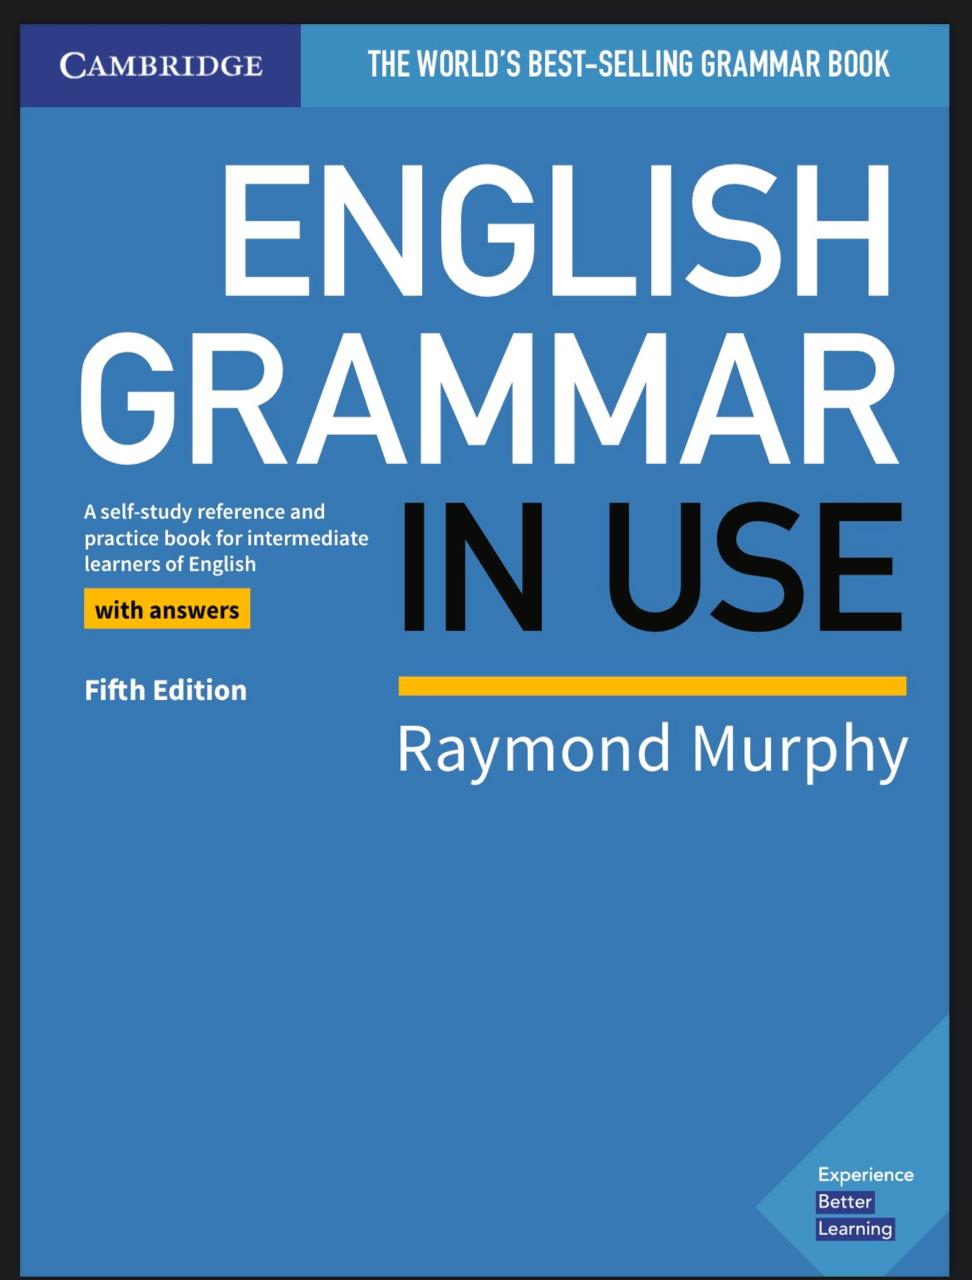 CAMBRIDGE
THE WORLD'S BEST-SELLING GRAMMAR BOOK
ENGLISH
GRAMMAR
IN USE
A self-study reference and
practice book for intermediate
learners of English
with answers
Fifth Edition
Raymond Murphy
Experience
Better
Learning